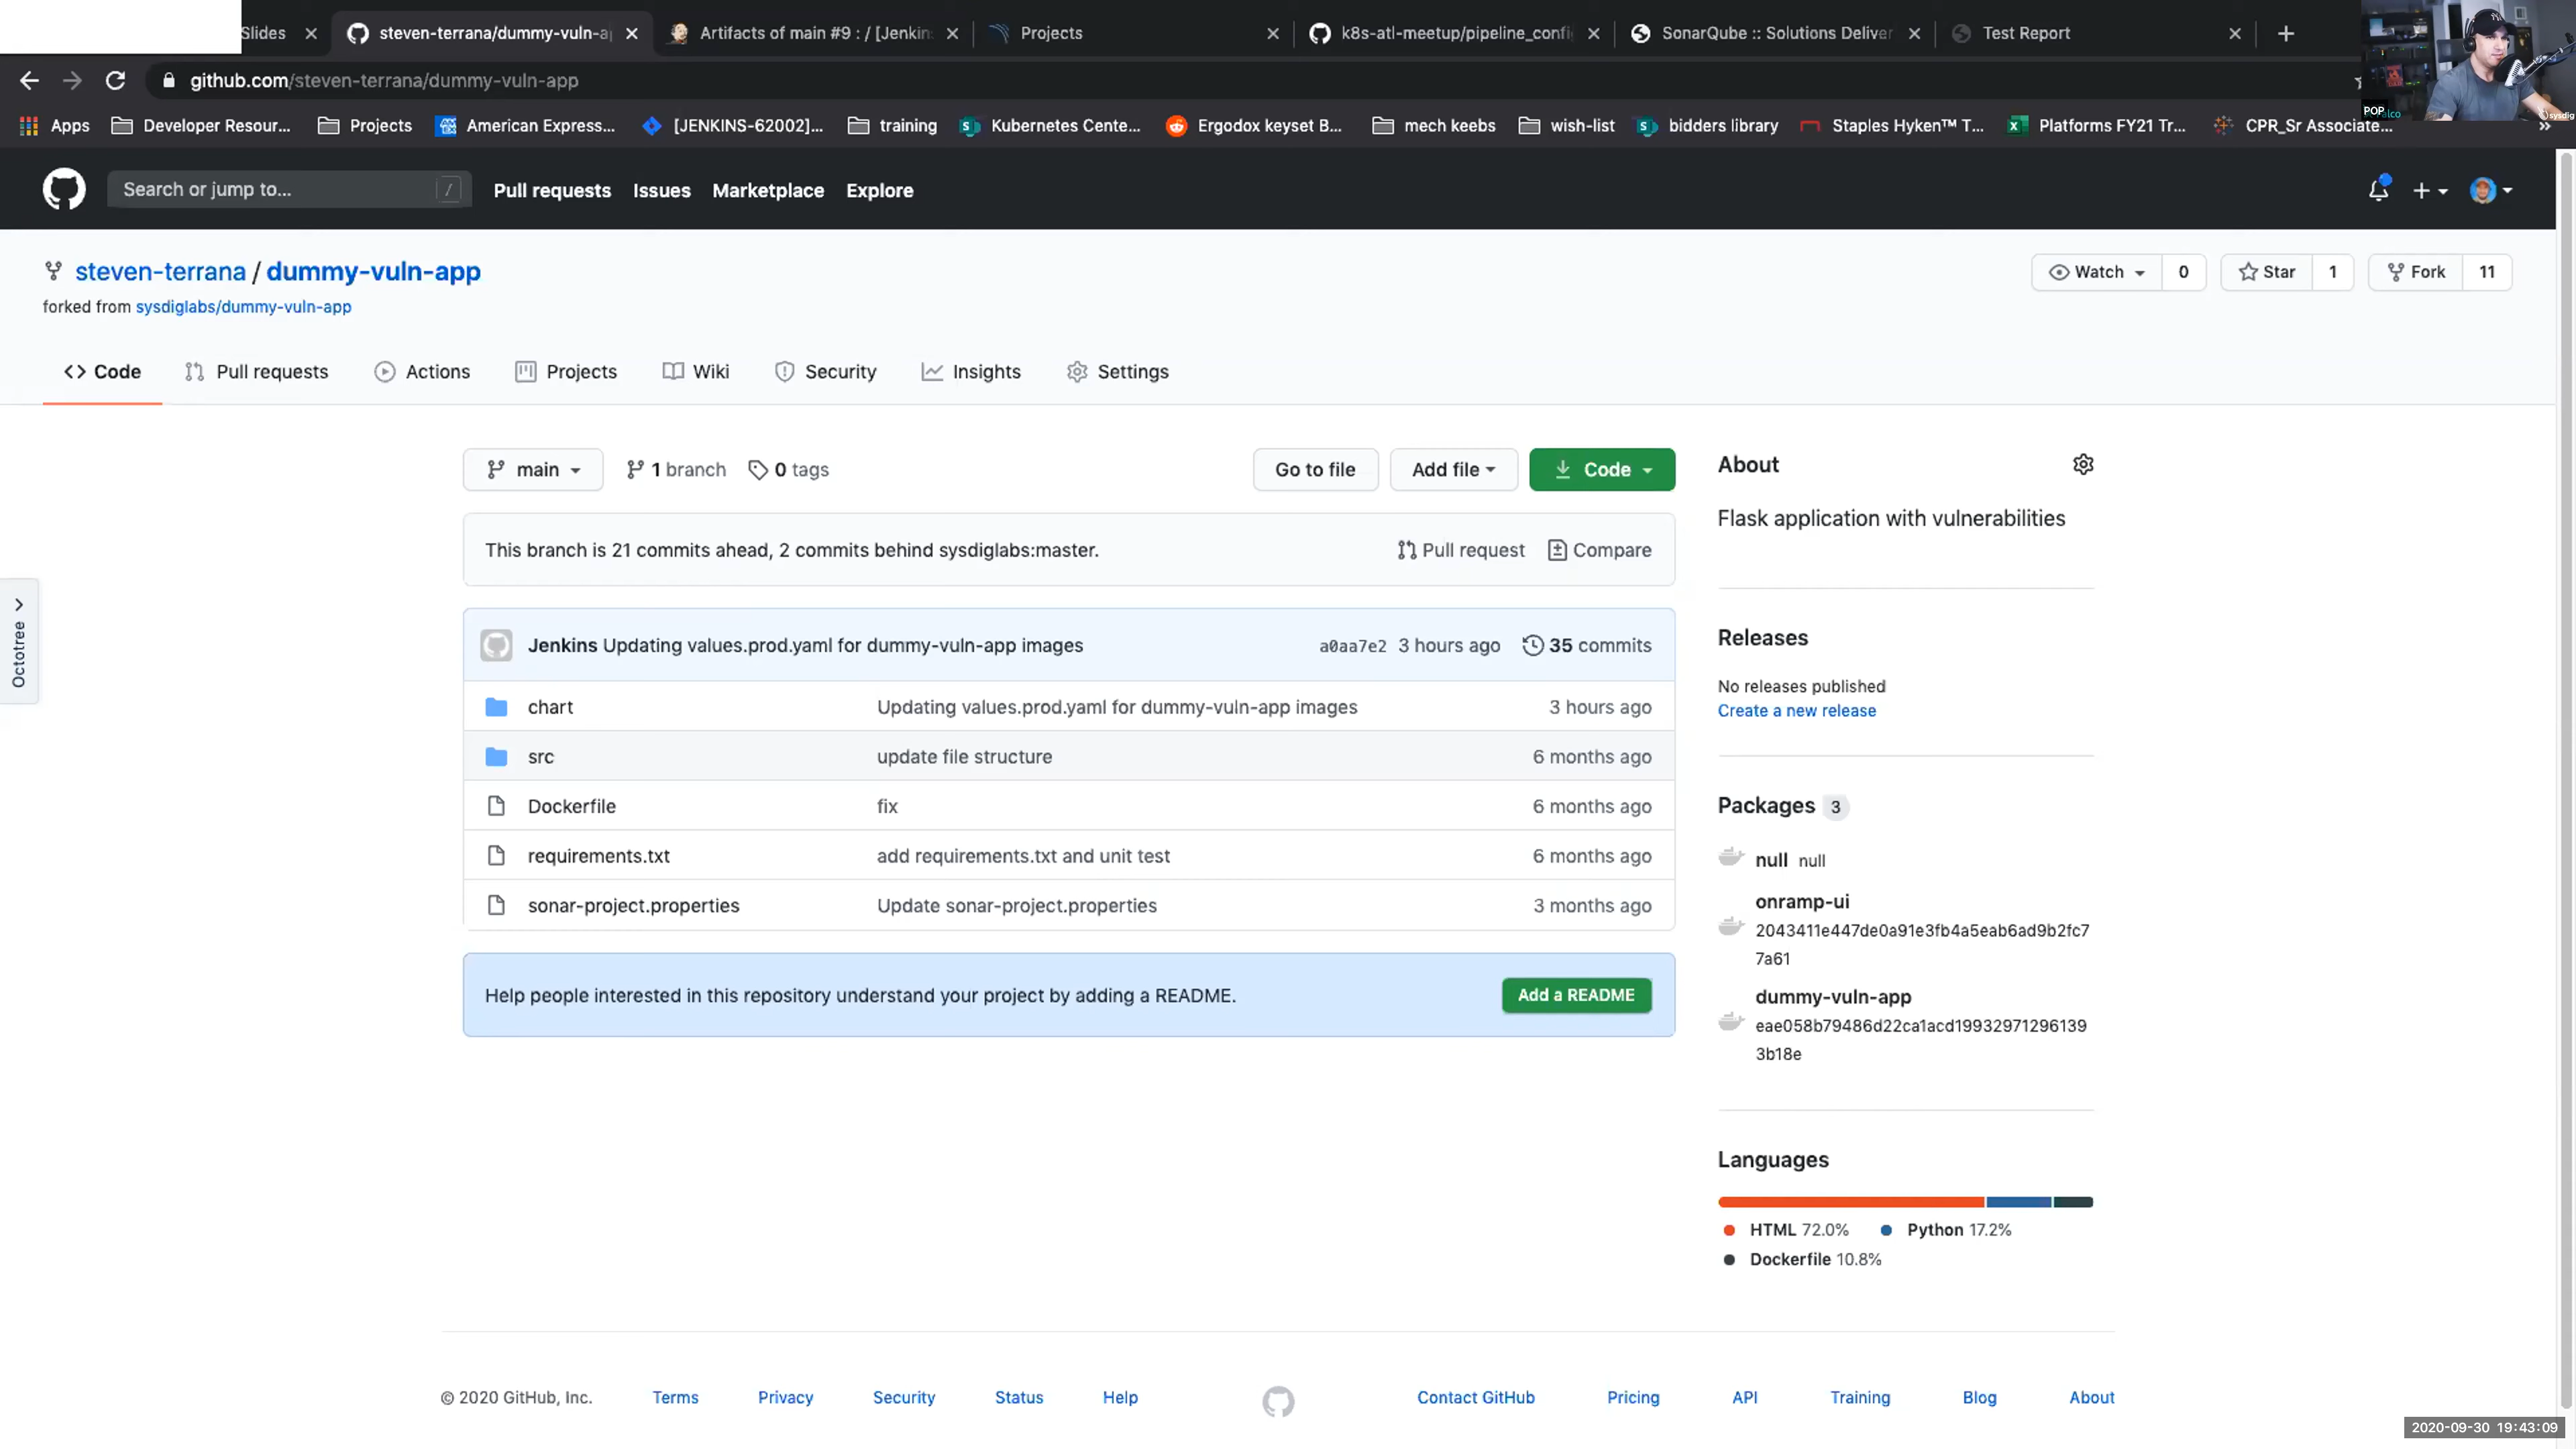 Slides
steven-terrana/dummy-vuln-a
Artifacts of main #9 : / [Jenkin
Projects
k8s-atl-meetup/pipeline_confi
SonarQube :: Solutions Deliver
Test Report
github.com/steven-terrana/dummy-vuln-app
POP
sysdig
Apps
Developer Resour...
Projects
American Express...
[JENKINS-62002]...
training
Kubernetes Cente...
Ergodox keyset B...
mech keebs
wish-list
bidders library
Staples Hyken™ T...
Platforms FY21 Tr...
CPR_Sr Associate...
»
Search or jump to...
/
Pull requests
Issues
Marketplace
Explore
steven-terrana / dummy-vuln-app
forked from sysdiglabs/dummy-vuln-app
Watch 0
Star 1
Fork 11
Code
Pull requests
Actions
Projects
Wiki
Security
Insights
Settings
main
1 branch
0 tags
Go to file
Add file
Code
This branch is 21 commits ahead, 2 commits behind sysdiglabs:master.
Pull request
Compare
Octotree
Jenkins Updating values.prod.yaml for dummy-vuln-app images a0aa7e2 3 hours ago 35 commits
chart Updating values.prod.yaml for dummy-vuln-app images 3 hours ago
src update file structure 6 months ago
Dockerfile fix 6 months ago
requirements.txt add requirements.txt and unit test 6 months ago
sonar-project.properties Update sonar-project.properties 3 months ago
Help people interested in this repository understand your project by adding a README.
Add a README
About
Flask application with vulnerabilities
Releases
No releases published
Create a new release
Packages 3
null null
onramp-ui
2043411e447de0a91e3fb4a5eab6ad9b2fc7
7a61
dummy-vuln-app
eae058b79486d22ca1acd19932971296139
3b18e
Languages
HTML 72.0% Python 17.2%
Dockerfile 10.8%
© 2020 GitHub, Inc.
Terms
Privacy
Security
Status
Help
Contact GitHub
Pricing
API
Training
Blog
About
2020-09-30 19:43:09